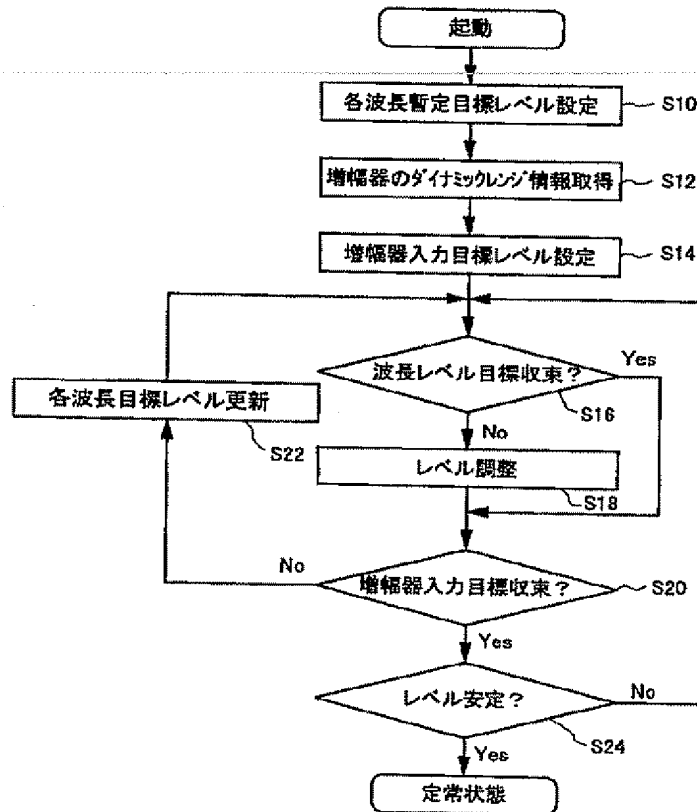 起動
各波長暫定目標レベル設定
S10
増幅器のダイナミックレンジ情報取得
S12
増幅器入力目標レベル設定
S14
波長レベル目標収束?
Yes
S16
各波長目標レベル更新
S22
No
レベル調整
S18
No
増幅器入力目標収束?
S20
Yes
レベル安定?
No
S24
Yes
定常状態